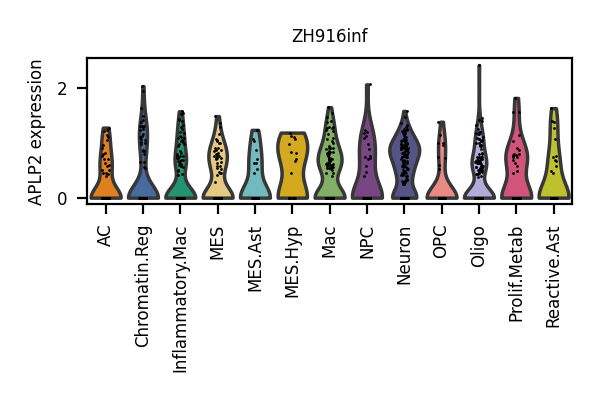 ZH916inf
APLP2 expression
2
0
AC
Chromatin.Reg
Inflammatory.Mac
MES
MES.Ast
MES.Hyp
Mac
NPC
Neuron
OPC
Oligo
Prolif.Metab
Reactive.Ast